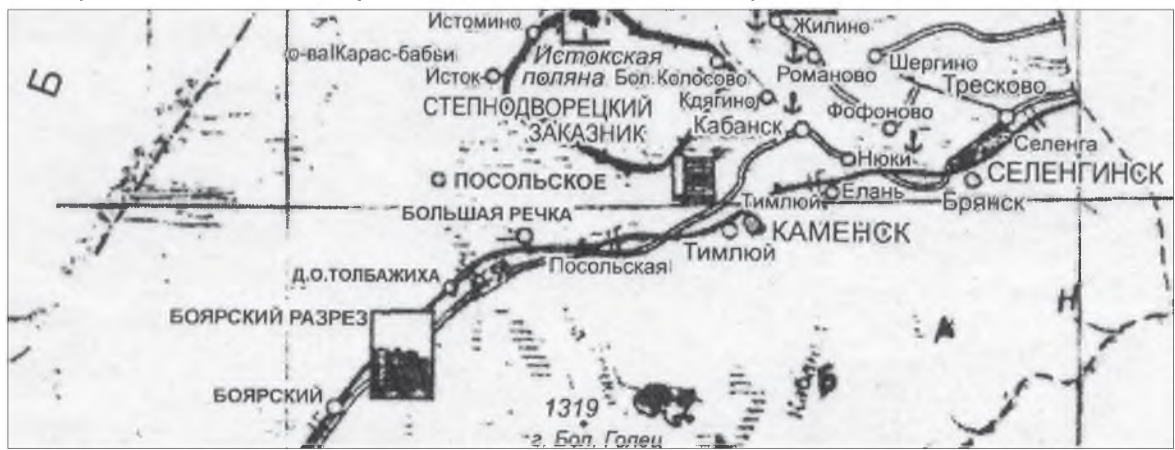 Истомино
Жилино
о-ва Карас-бабьи
Истокская
поляна
Шергино
Исток
Бол.Колосово
Романово
Тресково
СТЕПНОДВОРЕЦКИЙ
ЗАКАЗНИК
Кдягино
Фофоново
Кабанск
Селенга
Нюки
СЕЛЕНГИНСК
ПОСОЛЬСКОЕ
Елань
Брянск
Тимлюй
БОЛЬШАЯ РЕЧКА
КАМЕНСК
Тимлюй
Посольская
Д.О.ТОЛБАЖИХА
БОЯРСКИЙ РАЗРЕЗ
БОЯРСКИЙ
1319
г. Бол. Голец
Б
А
Н
Б